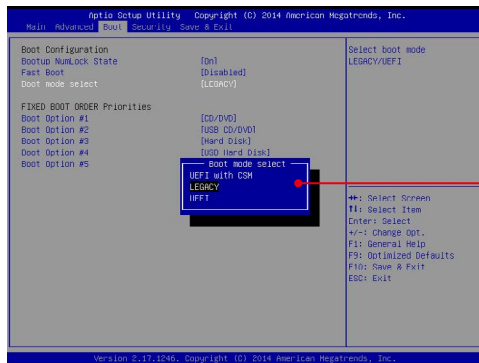 Aptio Setup Utility Copyright (C) 2014 American Megatrends, Inc.
Main Advanced Boot Security Save & Exit
Boot Configuration
Bootup NumLock State [On]
Fast Boot [Disabled]
Boot mode select [LEGACY]
FIXED BOOT ORDER Priorities
Boot Option #1 [CD/DVD]
Boot Option #2 [USB CD/DVD]
Boot Option #3 [Hard Disk]
Boot Option #4 [USB Hard Disk]
Boot Option #5
Boot mode select
UEFI with CSM
LEGACY
UEFI
Select boot mode
LEGACY/UEFI
→←: Select Screen
↑↓: Select Item
Enter: Select
+/-: Change Opt.
F1: General Help
F9: Optimized Defaults
F10: Save & Exit
ESC: Exit
Version 2.17.1246. Copyright (C) 2014 American Megatrends, Inc.